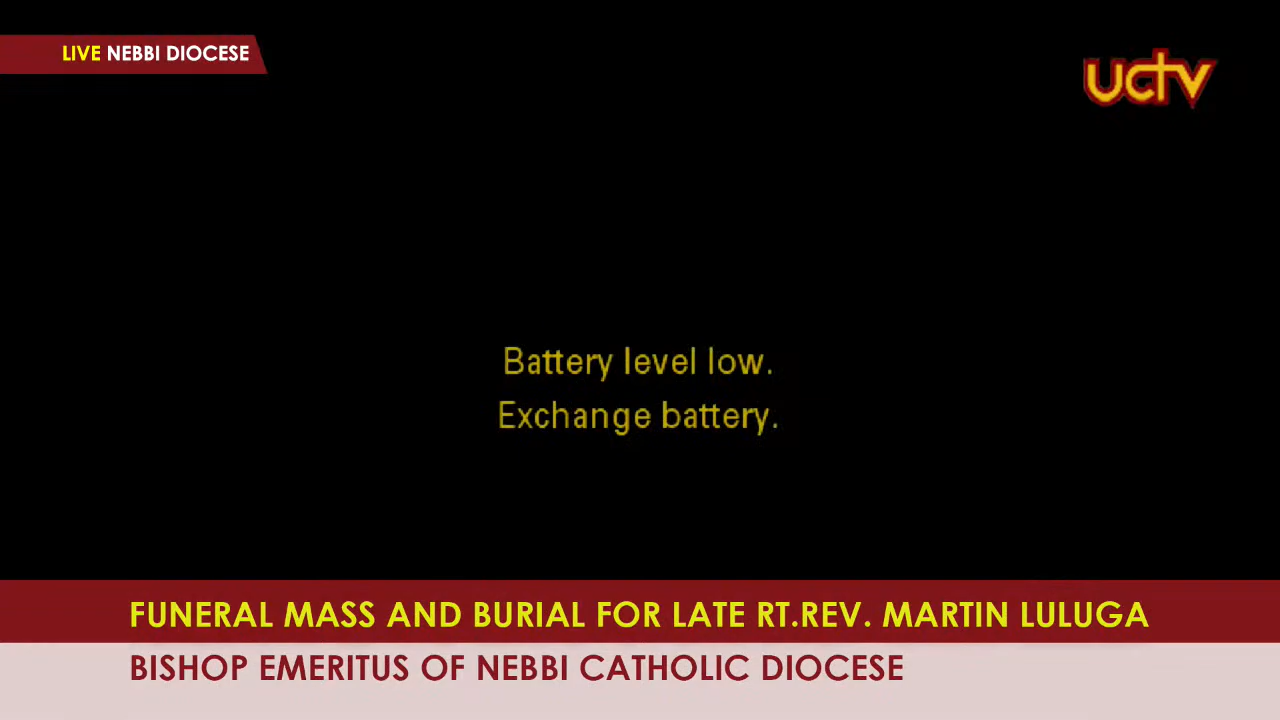 LIVE NEBBI DIOCESE
uctv
Battery level low.
Exchange battery.
FUNERAL MASS AND BURIAL FOR LATE RT.REV. MARTIN LULUGA
BISHOP EMERITUS OF NEBBI CATHOLIC DIOCESE